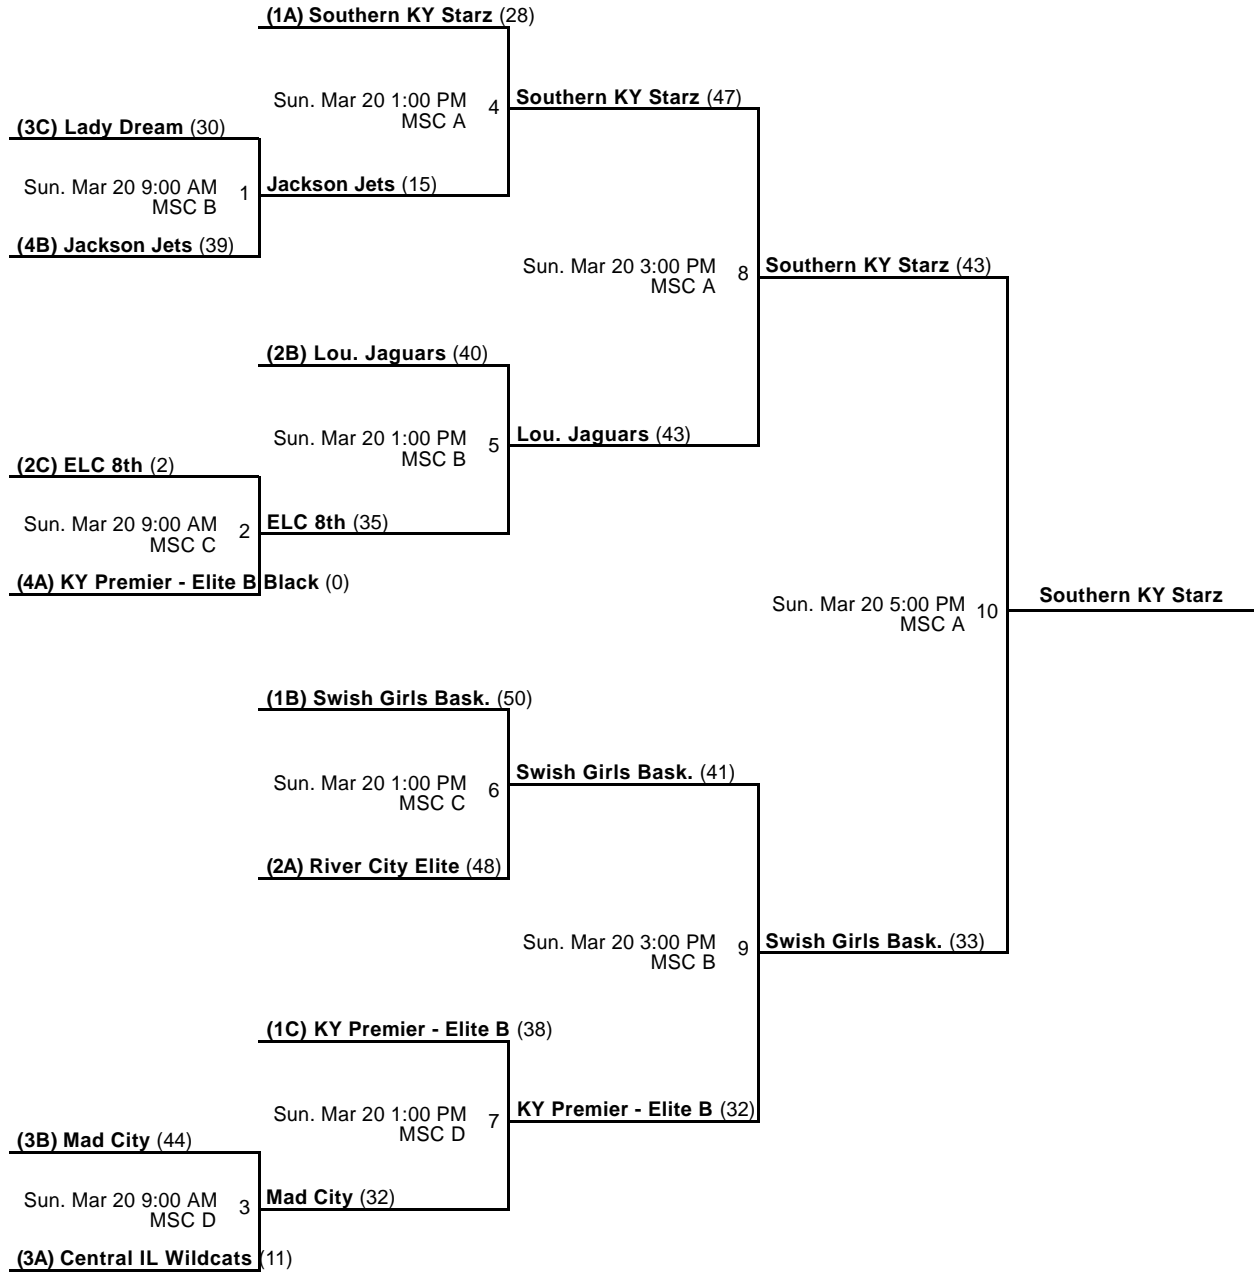 (1A) Southern KY Starz (28)
Sun. Mar 20 1:00 PM 4
MSC A
Southern KY Starz (47)
(3C) Lady Dream (30)
Sun. Mar 20 9:00 AM 1
MSC B
Jackson Jets (15)
(4B) Jackson Jets (39)
Sun. Mar 20 3:00 PM 8
MSC A
Southern KY Starz (43)
(2B) Lou. Jaguars (40)
Sun. Mar 20 1:00 PM 5
MSC B
Lou. Jaguars (43)
(2C) ELC 8th (2)
Sun. Mar 20 9:00 AM 2
MSC C
ELC 8th (35)
(4A) KY Premier - Elite B Black (0)
Sun. Mar 20 5:00 PM 10
MSC A
Southern KY Starz
(1B) Swish Girls Bask. (50)
Sun. Mar 20 1:00 PM 6
MSC C
Swish Girls Bask. (41)
(2A) River City Elite (48)
Sun. Mar 20 3:00 PM 9
MSC B
Swish Girls Bask. (33)
(1C) KY Premier - Elite B (38)
Sun. Mar 20 1:00 PM 7
MSC D
KY Premier - Elite B (32)
(3B) Mad City (44)
Sun. Mar 20 9:00 AM 3
MSC D
Mad City (32)
(3A) Central IL Wildcats (11)